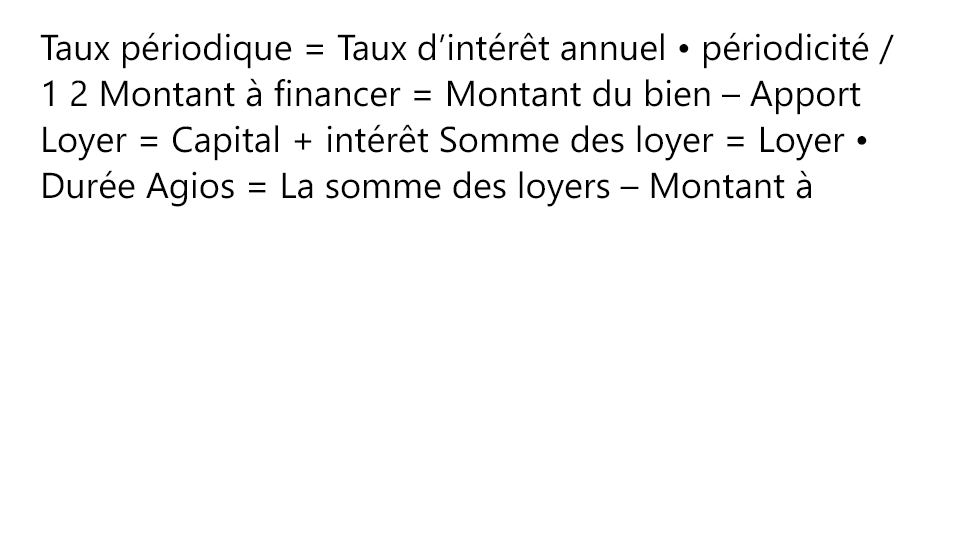 Taux périodique = Taux d’intérêt annuel • périodicité /
1 2 Montant à financer = Montant du bien – Apport
Loyer = Capital + intérêt Somme des loyer = Loyer •
Durée Agios = La somme des loyers – Montant à